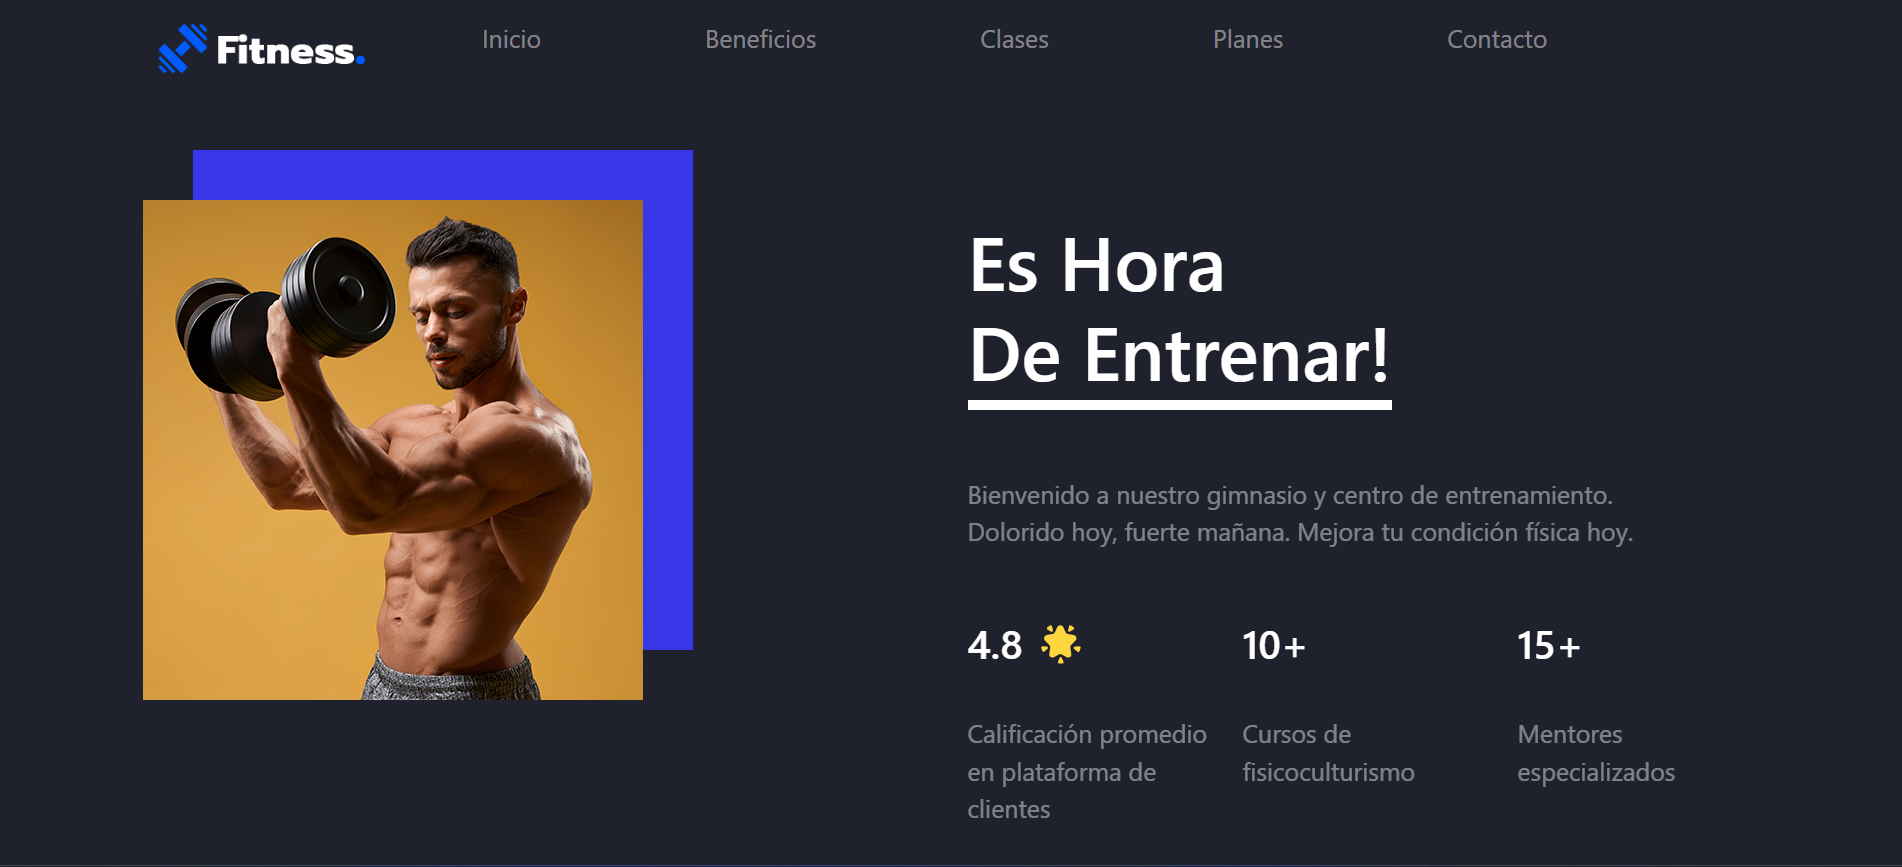 Fitness.
Inicio
Beneficios
Clases
Planes
Contacto
Es Hora
De Entrenar!
Bienvenido a nuestro gimnasio y centro de entrenamiento.
Dolorido hoy, fuerte mañana. Mejora tu condición física hoy.
4.8
Calificación promedio
en plataforma de
clientes
10+
Cursos de
fisicoculturismo
15+
Mentores
especializados